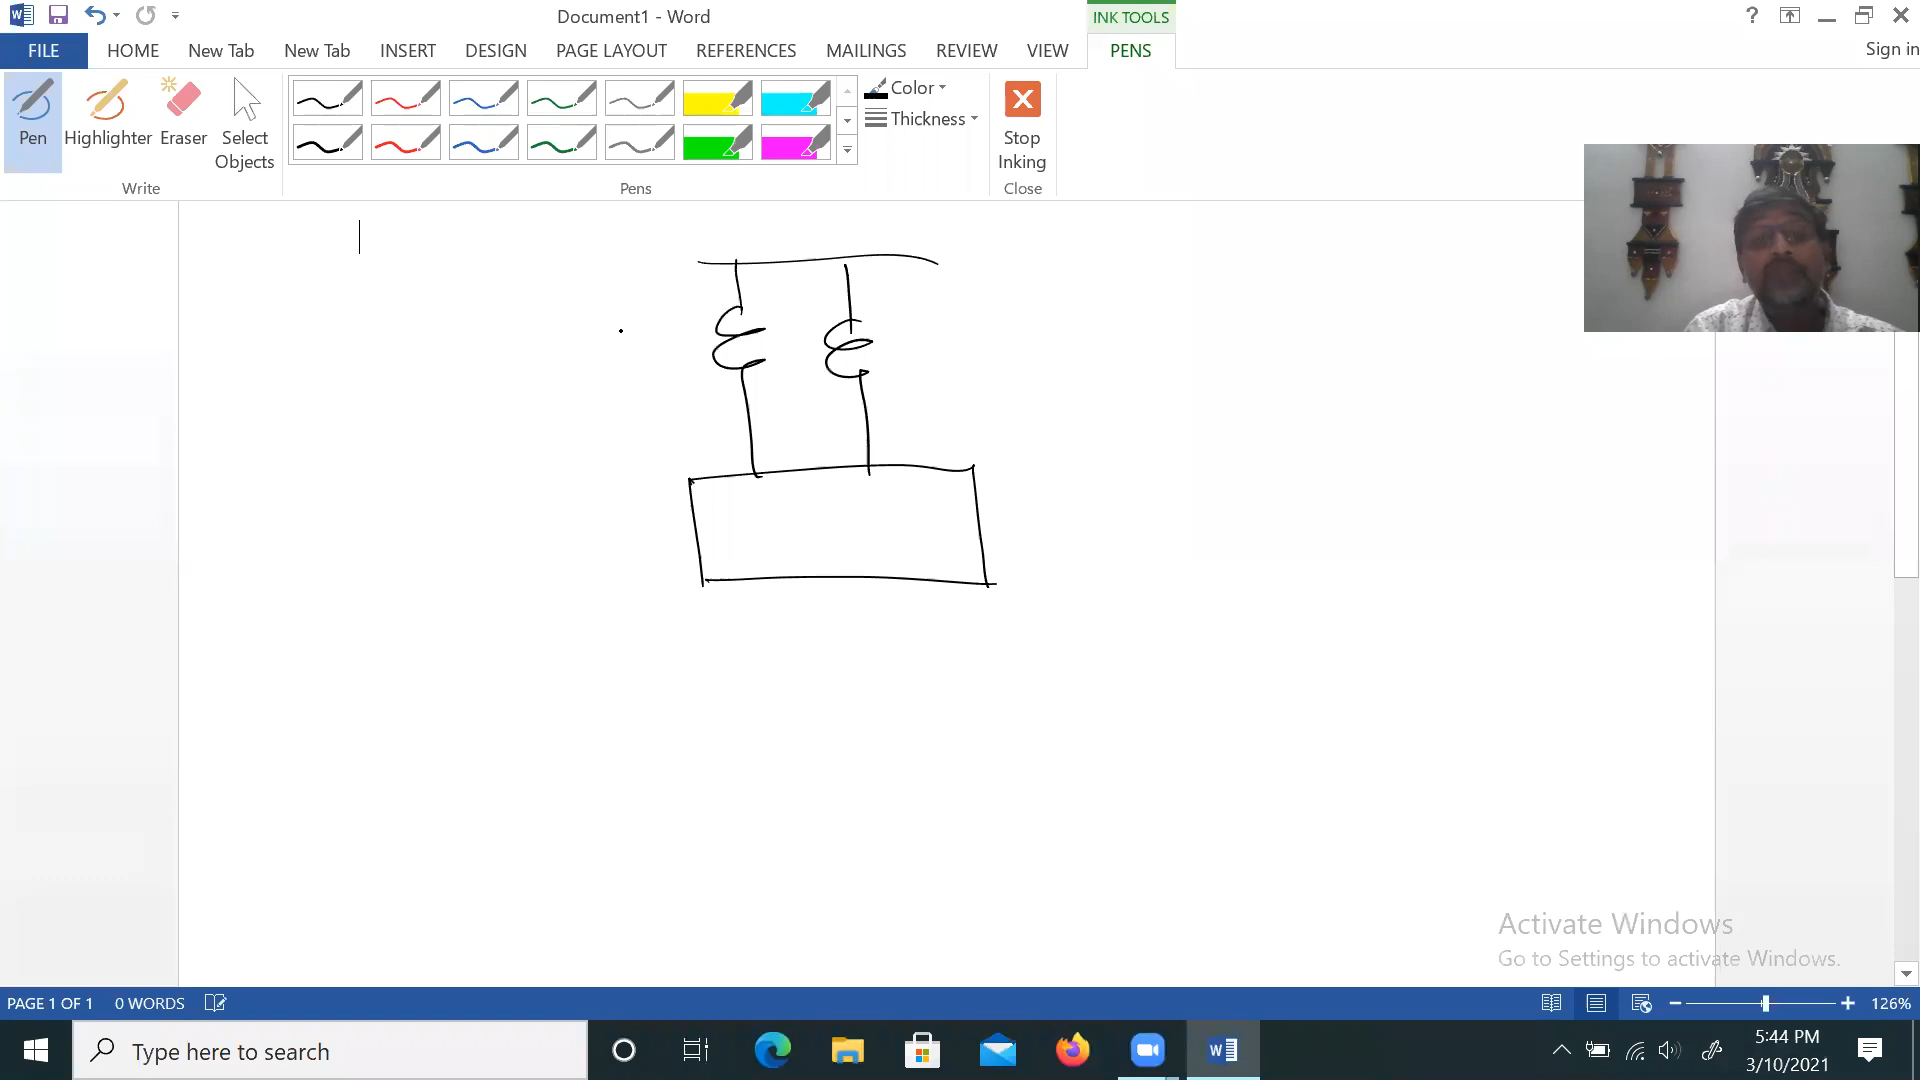 Document1 - Word
INK TOOLS
FILE
HOME
New Tab
New Tab
INSERT
DESIGN
PAGE LAYOUT
REFERENCES
MAILINGS
REVIEW
VIEW
PENS
Sign in
Pen
Highlighter
Eraser
Select
Objects
Color
Thickness
Stop
Inking
Write
Pens
Close
Activate Windows
Go to Settings to activate Windows.
PAGE 1 OF 1
0 WORDS
126%
Type here to search
5:44 PM
3/10/2021